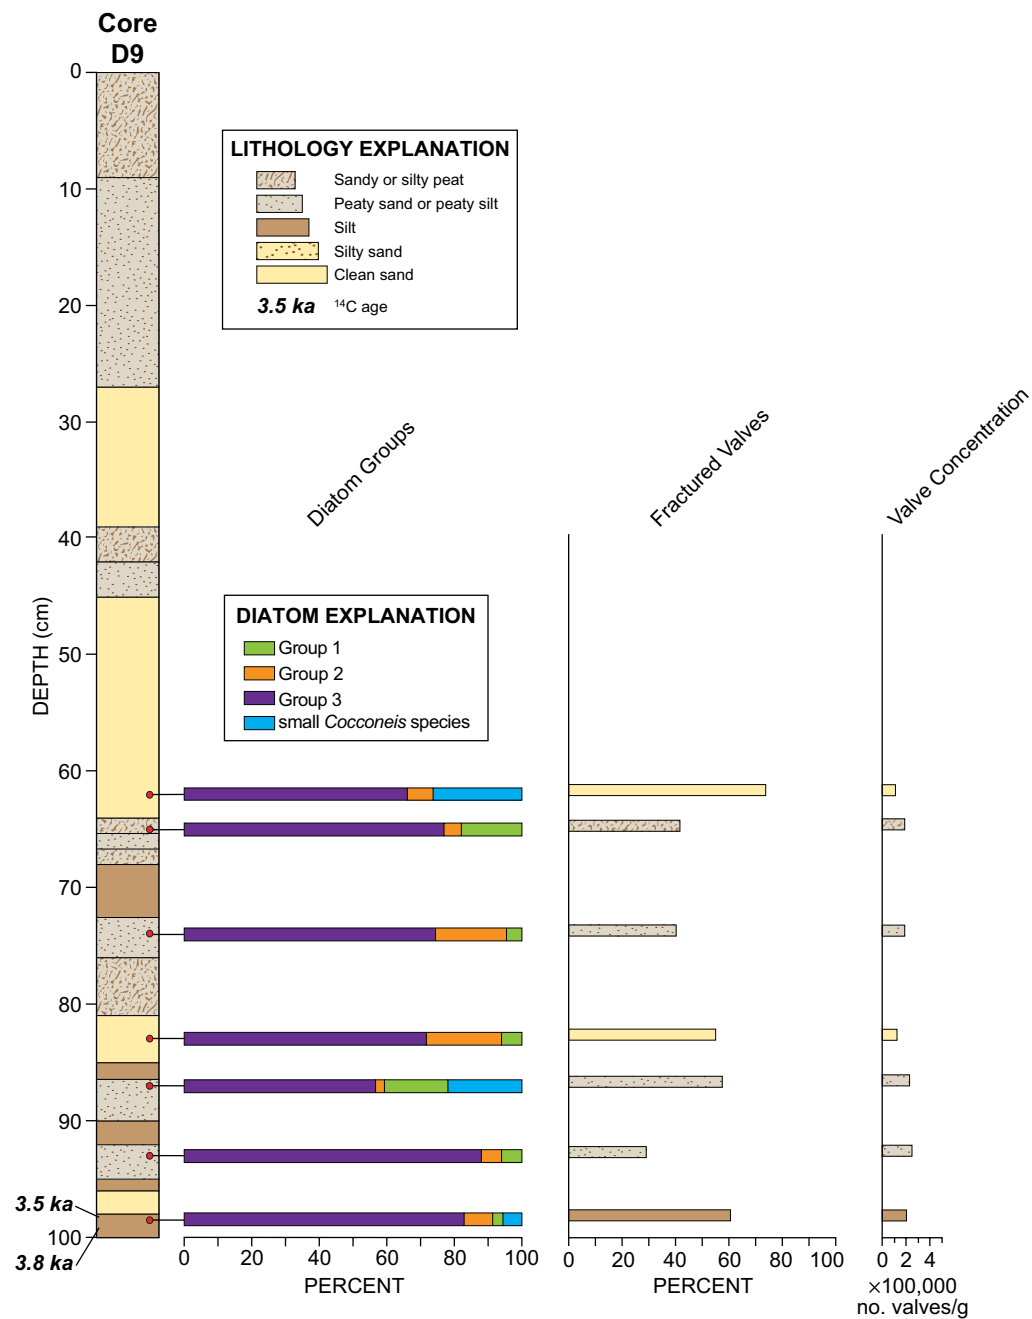 Core
D9
0
10
20
30
40
50
60
70
80
90
100
DEPTH (cm)
3.5 ka
3.8 ka
LITHOLOGY EXPLANATION
Sandy or silty peat
Peaty sand or peaty silt
Silt
Silty sand
Clean sand
3.5 ka 14C age
Diatom Groups
Fractured Valves
Valve Concentration
DIATOM EXPLANATION
Group 1
Group 2
Group 3
small Cocconeis species
0 20 40 60 80 100
PERCENT
0 20 40 60 80 100
PERCENT
0 2 4
×100,000
no. valves/g